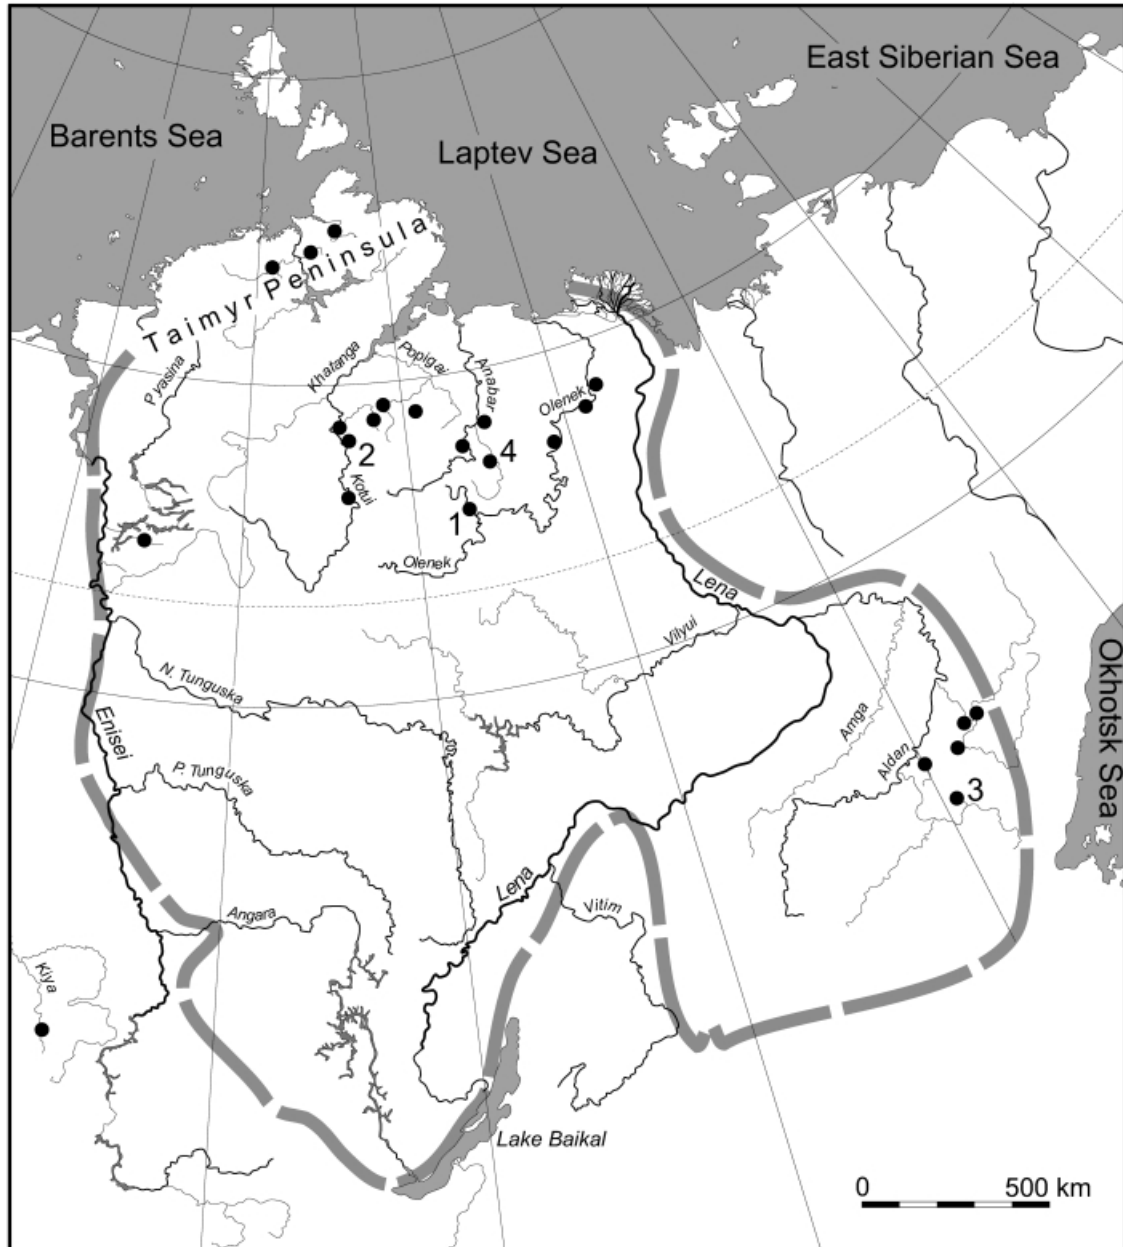 East Siberian Sea
Barents Sea
Laptev Sea
Taimyr Peninsula
Pyasina
Khatanga
Popigai
Anabar
Olenek
2
4
Kotui
1
Olenek
Lena
Vilyui
N. Tunguska
Okhotsk Sea
Enisei
Amga
P. Tunguska
Aldan
3
Lena
Vitim
Angara
Kiya
Lake Baikal
0 500 km